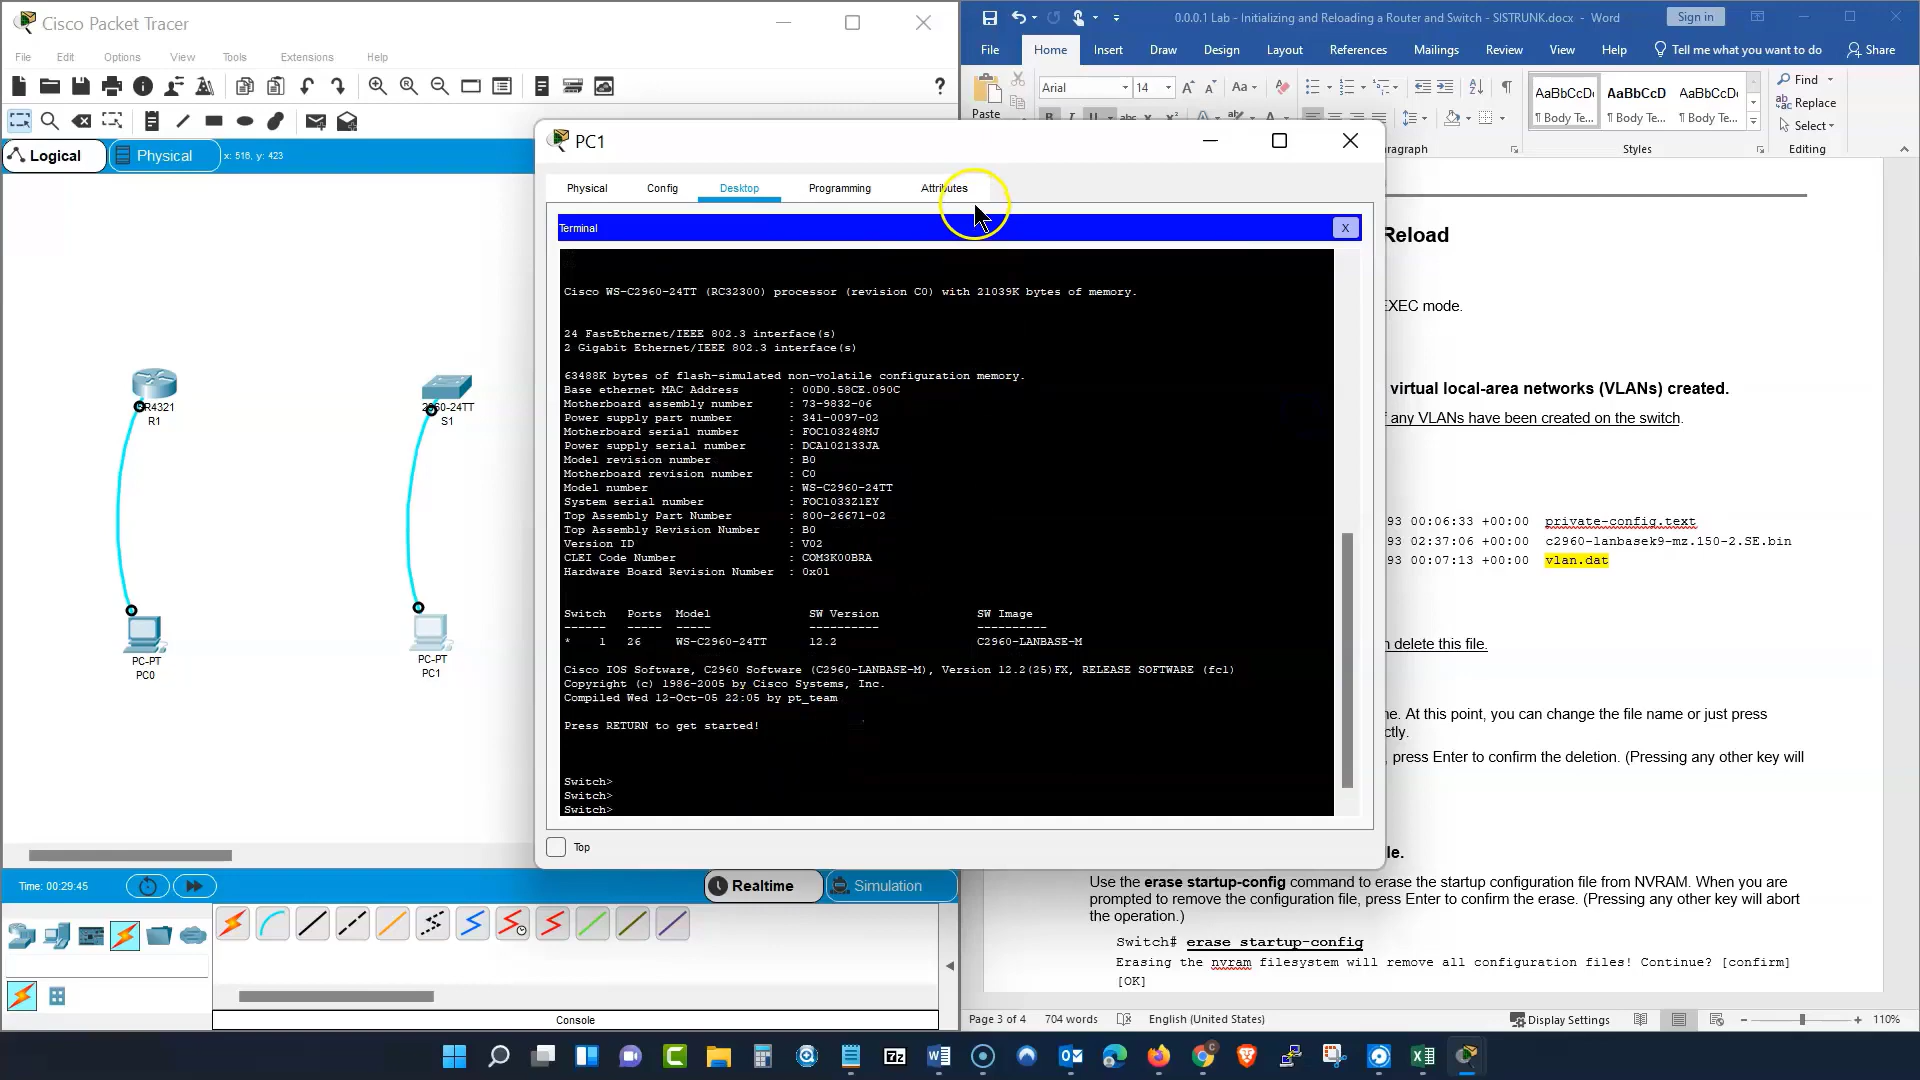 Cisco Packet Tracer
File Edit Options View Tools Extensions Help
?
Logical
Physical
x: 516, y: 423
4321
R1
2960-24TT
S1
PC-PT
PC0
PC-PT
PC1
Time: 00:29:45
Realtime
Simulation
Console
PC1
Physical Config Desktop Programming Attributes
Terminal
X
Cisco WS-C2960-24TT (RC32300) processor (revision C0) with 21039K bytes of memory.
24 FastEthernet/IEEE 802.3 interface(s)
2 Gigabit Ethernet/IEEE 802.3 interface(s)
63488K bytes of flash-simulated non-volatile configuration memory.
Base ethernet MAC Address : 00D0.58CE.090C
Motherboard assembly number : 73-9832-06
Power supply part number : 341-0097-02
Motherboard serial number : FOC103248MJ
Power supply serial number : DCA102133JA
Model revision number : B0
Motherboard revision number : C0
Model number : WS-C2960-24TT
System serial number : FOC1033Z1EY
Top Assembly Part Number : 800-26671-02
Top Assembly Revision Number : B0
Version ID : V02
CLEI Code Number : COM3K00BRA
Hardware Board Revision Number : 0x01
Switch Ports Model SW Version SW Image
------ ----- ----- ---------- ----------
* 1 26 WS-C2960-24TT 12.2 C2960-LANBASE-M
Cisco IOS Software, C2960 Software (C2960-LANBASE-M), Version 12.2(25)FX, RELEASE SOFTWARE (fc1)
Copyright (c) 1986-2005 by Cisco Systems, Inc.
Compiled Wed 12-Oct-05 22:05 by pt_team
Press RETURN to get started!
Switch>
Switch>
Switch>
Top
0.0.0.1 Lab - Initializing and Reloading a Router and Switch - SISTRUNK.docx - Word
Sign in
File Home Insert Draw Design Layout References Mailings Review View Help Tell me what you want to do Share
Paste
Arial
14
AaBbCcD
¶ Body Te...
AaBbCcD
¶ Body Te...
AaBbCcD
¶ Body Te...
Find
Replace
Select
ragraph
Styles
Editing
Reload
EXEC mode.
virtual local-area networks (VLANs) created.
f any VLANs have been created on the switch.
93 00:06:33 +00:00 private-config.text
93 02:37:06 +00:00 c2960-lanbasek9-mz.150-2.SE.bin
93 00:07:13 +00:00 vlan.dat
n delete this file.
ne. At this point, you can change the file name or just press
ctly.
, press Enter to confirm the deletion. (Pressing any other key will
le.
Use the erase startup-config command to erase the startup configuration file from NVRAM. When you are
prompted to remove the configuration file, press Enter to confirm the erase. (Pressing any other key will abort
the operation.)
Switch# erase startup-config
Erasing the nvram filesystem will remove all configuration files! Continue? [confirm]
[OK]
Page 3 of 4 704 words English (United States) Display Settings 110%
7z